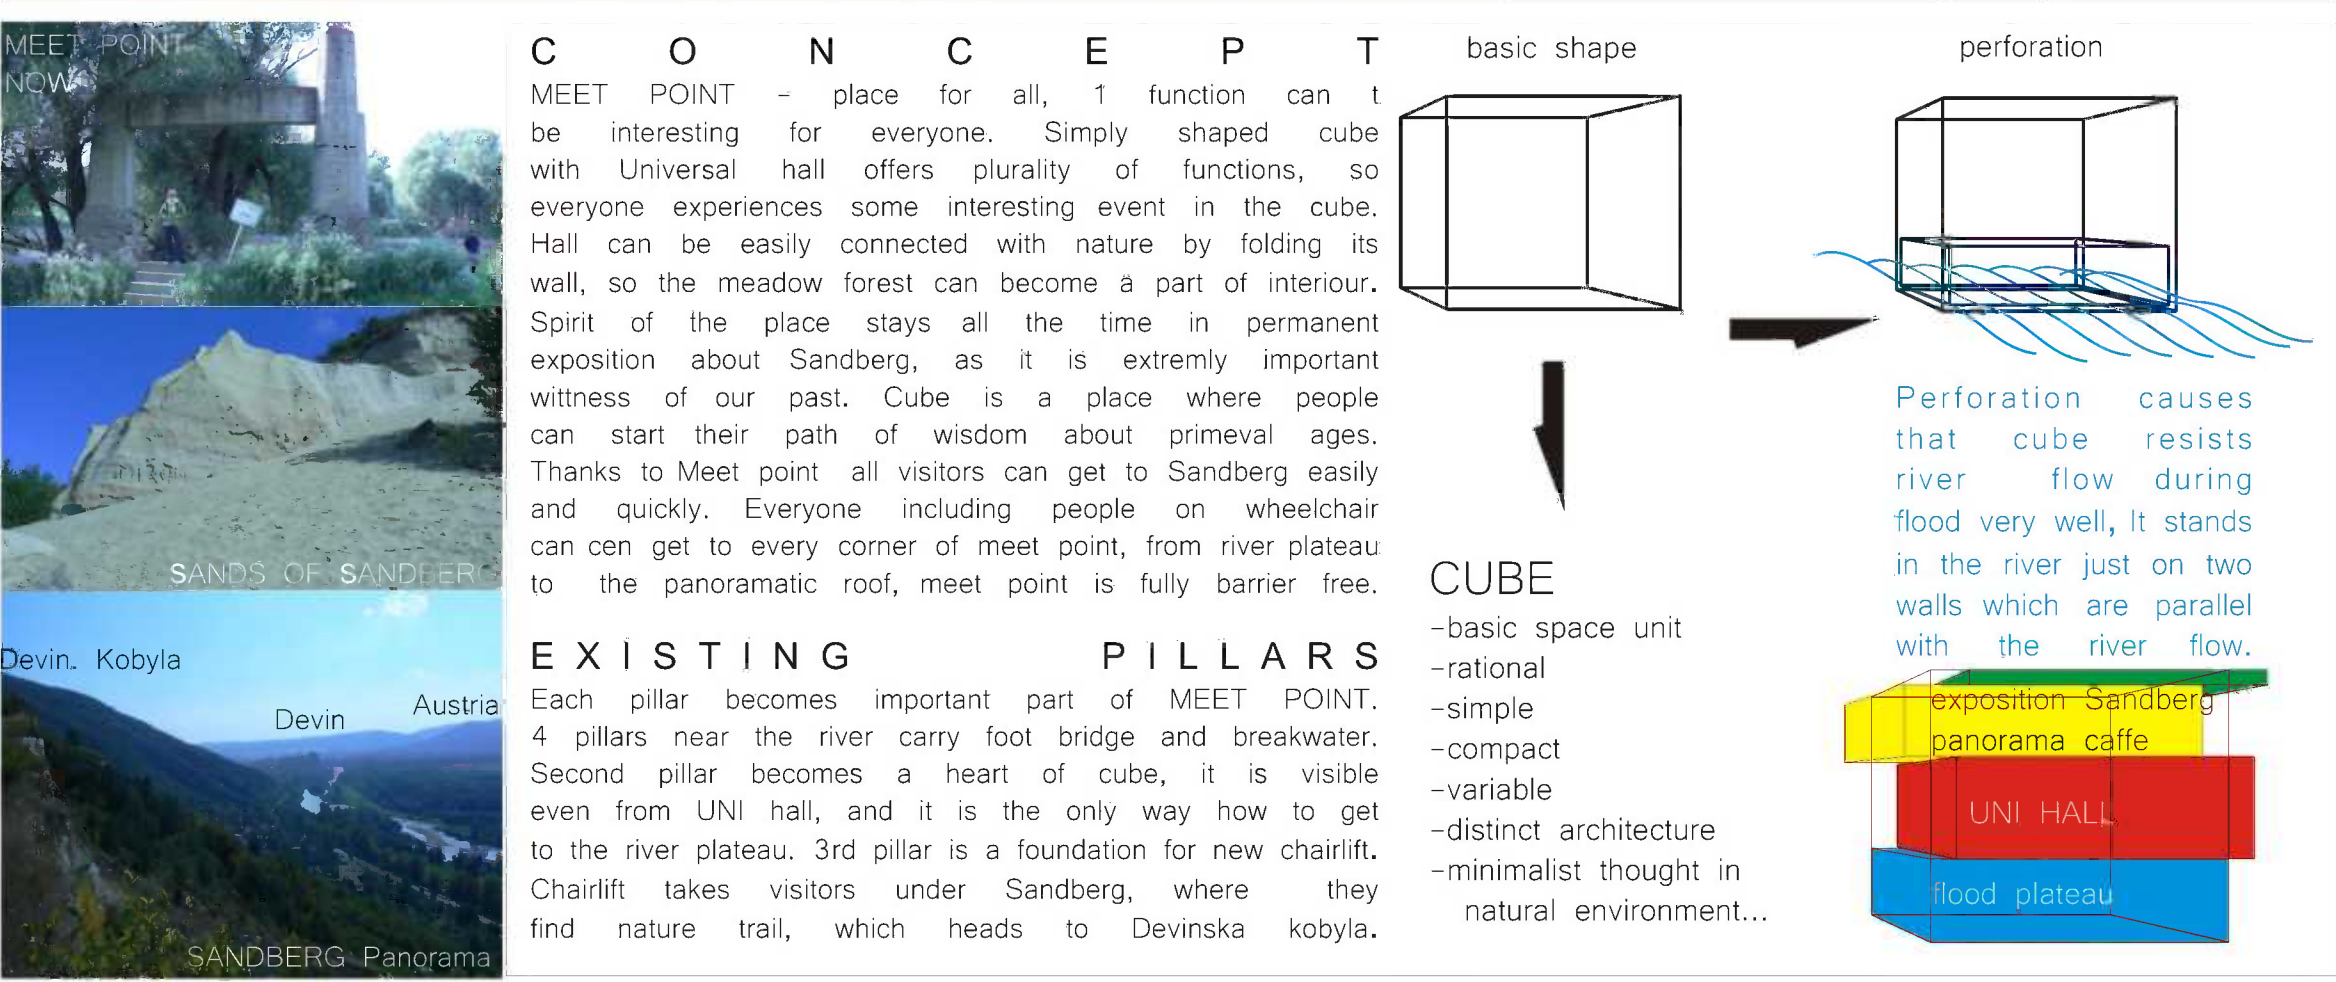 MEET POINT
NOW
SANDS OF SANDBERG
Devin. Kobyla
Devin
Austria
SANDBERG Panorama
C O N C E P T
MEET POINT - place for all, 1 function can t
be interesting for everyone. Simply shaped cube
with Universal hall offers plurality of functions, so
everyone experiences some interesting event in the cube.
Hall can be easily connected with nature by folding its
wall, so the meadow forest can become a part of interiour.
Spirit of the place stays all the time in permanent
exposition about Sandberg, as it is extremly important
wittness of our past. Cube is a place where people
can start their path of wisdom about primeval ages.
Thanks to Meet point all visitors can get to Sandberg easily
and quickly. Everyone including people on wheelchair
can cen get to every corner of meet point, from river plateau
to the panoramatic roof, meet point is fully barrier free.
E X I S T I N G P I L L A R S
Each pillar becomes important part of MEET POINT.
4 pillars near the river carry foot bridge and breakwater.
Second pillar becomes a heart of cube, it is visible
even from UNI hall, and it is the only way how to get
to the river plateau. 3rd pillar is a foundation for new chairlift.
Chairlift takes visitors under Sandberg, where they
find nature trail, which heads to Devinska kobyla.
basic shape
CUBE
-basic space unit
-rational
-simple
-compact
-variable
-distinct architecture
-minimalist thought in
natural environment...
perforation
Perforation causes
that cube resists
river flow during
flood very well, It stands
in the river just on two
walls which are parallel
with the river flow.
exposition Sandberg
panorama caffe
UNI HALL
flood plateau